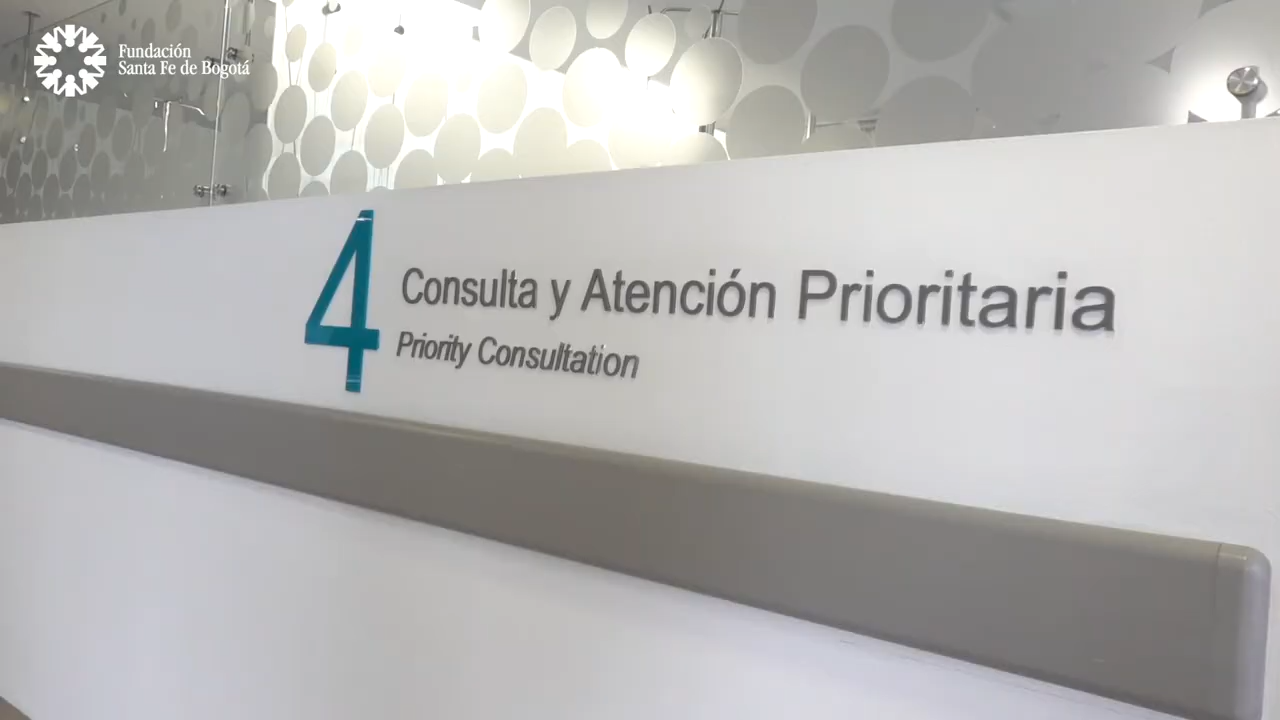 Fundación
Santa Fe de Bogotá
4
Consulta y Atención Prioritaria
Priority Consultation